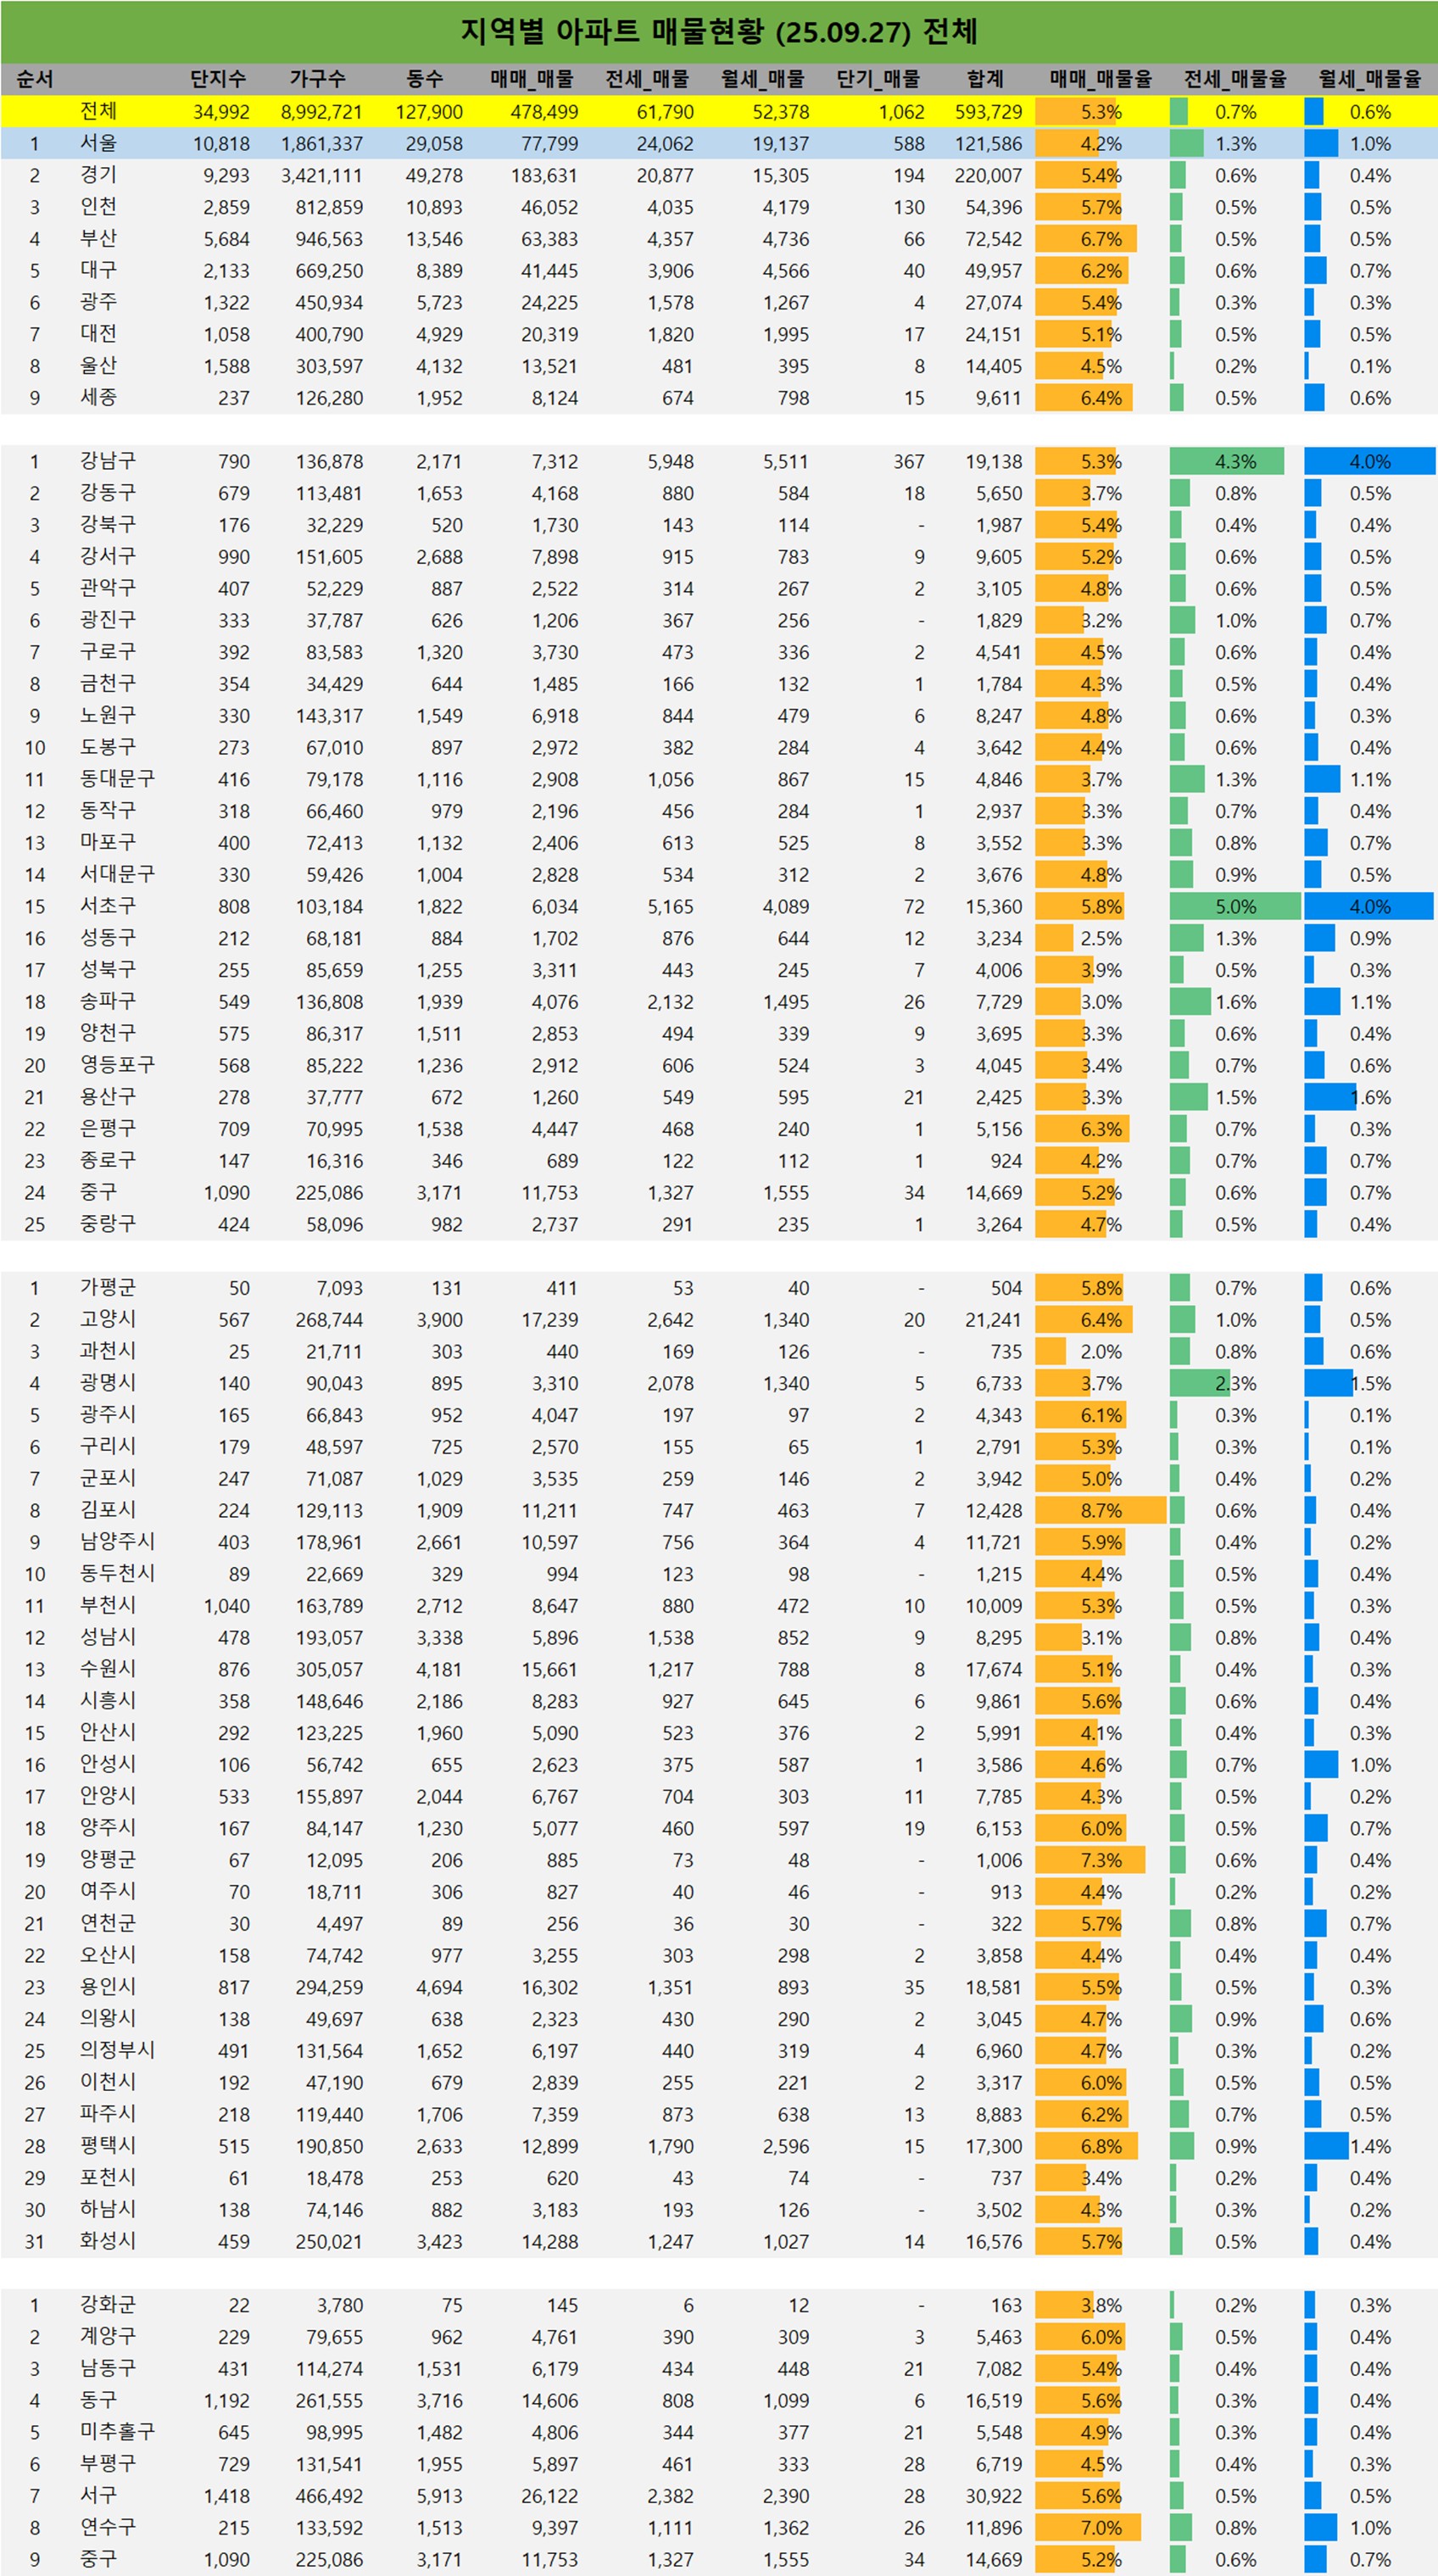 지역별 아파트 매물현황 (25.09.27) 전체
순서 단지수 가구수 동수 매매_매물 전세_매물 월세_매물 단기_매물 합계 매매_매물율 전세_매물율 월세_매물율
전체 34,992 8,992,721 127,900 478,499 61,790 52,378 1,062 593,729 5.3% 0.7% 0.6%
1 서울 10,818 1,861,337 29,058 77,799 24,062 19,137 588 121,586 4.2% 1.3% 1.0%
2 경기 9,293 3,421,111 49,278 183,631 20,877 15,305 194 220,007 5.4% 0.6% 0.4%
3 인천 2,859 812,859 10,893 46,052 4,035 4,179 130 54,396 5.7% 0.5% 0.5%
4 부산 5,684 946,563 13,546 63,383 4,357 4,736 66 72,542 6.7% 0.5% 0.5%
5 대구 2,133 669,250 8,389 41,445 3,906 4,566 40 49,957 6.2% 0.6% 0.7%
6 광주 1,322 450,934 5,723 24,225 1,578 1,267 4 27,074 5.4% 0.3% 0.3%
7 대전 1,058 400,790 4,929 20,319 1,820 1,995 17 24,151 5.1% 0.5% 0.5%
8 울산 1,588 303,597 4,132 13,521 481 395 8 14,405 4.5% 0.2% 0.1%
9 세종 237 126,280 1,952 8,124 674 798 15 9,611 6.4% 0.5% 0.6%
1 강남구 790 136,878 2,171 7,312 5,948 5,511 367 19,138 5.3% 4.3% 4.0%
2 강동구 679 113,481 1,653 4,168 880 584 18 5,650 3.7% 0.8% 0.5%
3 강북구 176 32,229 520 1,730 143 114 - 1,987 5.4% 0.4% 0.4%
4 강서구 990 151,605 2,688 7,898 915 783 9 9,605 5.2% 0.6% 0.5%
5 관악구 407 52,229 887 2,522 314 267 2 3,105 4.8% 0.6% 0.5%
6 광진구 333 37,787 626 1,206 367 256 - 1,829 3.2% 1.0% 0.7%
7 구로구 392 83,583 1,320 3,730 473 336 2 4,541 4.5% 0.6% 0.4%
8 금천구 354 34,429 644 1,485 166 132 1 1,784 4.3% 0.5% 0.4%
9 노원구 330 143,317 1,549 6,918 844 479 6 8,247 4.8% 0.6% 0.3%
10 도봉구 273 67,010 897 2,972 382 284 4 3,642 4.4% 0.6% 0.4%
11 동대문구 416 79,178 1,116 2,908 1,056 867 15 4,846 3.7% 1.3% 1.1%
12 동작구 318 66,460 979 2,196 456 284 1 2,937 3.3% 0.7% 0.4%
13 마포구 400 72,413 1,132 2,406 613 525 8 3,552 3.3% 0.8% 0.7%
14 서대문구 330 59,426 1,004 2,828 534 312 2 3,676 4.8% 0.9% 0.5%
15 서초구 808 103,184 1,822 6,034 5,165 4,089 72 15,360 5.8% 5.0% 4.0%
16 성동구 212 68,181 884 1,702 876 644 12 3,234 2.5% 1.3% 0.9%
17 성북구 255 85,659 1,255 3,311 443 245 7 4,006 3.9% 0.5% 0.3%
18 송파구 549 136,808 1,939 4,076 2,132 1,495 26 7,729 3.0% 1.6% 1.1%
19 양천구 575 86,317 1,511 2,853 494 339 9 3,695 3.3% 0.6% 0.4%
20 영등포구 568 85,222 1,236 2,912 606 524 3 4,045 3.4% 0.7% 0.6%
21 용산구 278 37,777 672 1,260 549 595 21 2,425 3.3% 1.5% 1.6%
22 은평구 709 70,995 1,538 4,447 468 240 1 5,156 6.3% 0.7% 0.3%
23 종로구 147 16,316 346 689 122 112 1 924 4.2% 0.7% 0.7%
24 중구 1,090 225,086 3,171 11,753 1,327 1,555 34 14,669 5.2% 0.6% 0.7%
25 중랑구 424 58,096 982 2,737 291 235 1 3,264 4.7% 0.5% 0.4%
1 가평군 50 7,093 131 411 53 40 - 504 5.8% 0.7% 0.6%
2 고양시 567 268,744 3,900 17,239 2,642 1,340 20 21,241 6.4% 1.0% 0.5%
3 과천시 25 21,711 303 440 169 126 - 735 2.0% 0.8% 0.6%
4 광명시 140 90,043 895 3,310 2,078 1,340 5 6,733 3.7% 2.3% 1.5%
5 광주시 165 66,843 952 4,047 197 97 2 4,343 6.1% 0.3% 0.1%
6 구리시 179 48,597 725 2,570 155 65 1 2,791 5.3% 0.3% 0.1%
7 군포시 247 71,087 1,029 3,535 259 146 2 3,942 5.0% 0.4% 0.2%
8 김포시 224 129,113 1,909 11,211 747 463 7 12,428 8.7% 0.6% 0.4%
9 남양주시 403 178,961 2,661 10,597 756 364 4 11,721 5.9% 0.4% 0.2%
10 동두천시 89 22,669 329 994 123 98 - 1,215 4.4% 0.5% 0.4%
11 부천시 1,040 163,789 2,712 8,647 880 472 10 10,009 5.3% 0.5% 0.3%
12 성남시 478 193,057 3,338 5,896 1,538 852 9 8,295 3.1% 0.8% 0.4%
13 수원시 876 305,057 4,181 15,661 1,217 788 8 17,674 5.1% 0.4% 0.3%
14 시흥시 358 148,646 2,186 8,283 927 645 6 9,861 5.6% 0.6% 0.4%
15 안산시 292 123,225 1,960 5,090 523 376 2 5,991 4.1% 0.4% 0.3%
16 안성시 106 56,742 655 2,623 375 587 1 3,586 4.6% 0.7% 1.0%
17 안양시 533 155,897 2,044 6,767 704 303 11 7,785 4.3% 0.5% 0.2%
18 양주시 167 84,147 1,230 5,077 460 597 19 6,153 6.0% 0.5% 0.7%
19 양평군 67 12,095 206 885 73 48 - 1,006 7.3% 0.6% 0.4%
20 여주시 70 18,711 306 827 40 46 - 913 4.4% 0.2% 0.2%
21 연천군 30 4,497 89 256 36 30 - 322 5.7% 0.8% 0.7%
22 오산시 158 74,742 977 3,255 303 298 2 3,858 4.4% 0.4% 0.4%
23 용인시 817 294,259 4,694 16,302 1,351 893 35 18,581 5.5% 0.5% 0.3%
24 의왕시 138 49,697 638 2,323 430 290 2 3,045 4.7% 0.9% 0.6%
25 의정부시 491 131,564 1,652 6,197 440 319 4 6,960 4.7% 0.3% 0.2%
26 이천시 192 47,190 679 2,839 255 221 2 3,317 6.0% 0.5% 0.5%
27 파주시 218 119,440 1,706 7,359 873 638 13 8,883 6.2% 0.7% 0.5%
28 평택시 515 190,850 2,633 12,899 1,790 2,596 15 17,300 6.8% 0.9% 1.4%
29 포천시 61 18,478 253 620 43 74 - 737 3.4% 0.2% 0.4%
30 하남시 138 74,146 882 3,183 193 126 - 3,502 4.3% 0.3% 0.2%
31 화성시 459 250,021 3,423 14,288 1,247 1,027 14 16,576 5.7% 0.5% 0.4%
1 강화군 22 3,780 75 145 6 12 - 163 3.8% 0.2% 0.3%
2 계양구 229 79,655 962 4,761 390 309 3 5,463 6.0% 0.5% 0.4%
3 남동구 431 114,274 1,531 6,179 434 448 21 7,082 5.4% 0.4% 0.4%
4 동구 1,192 261,555 3,716 14,606 808 1,099 6 16,519 5.6% 0.3% 0.4%
5 미추홀구 645 98,995 1,482 4,806 344 377 21 5,548 4.9% 0.3% 0.4%
6 부평구 729 131,541 1,955 5,897 461 333 28 6,719 4.5% 0.4% 0.3%
7 서구 1,418 466,492 5,913 26,122 2,382 2,390 28 30,922 5.6% 0.5% 0.5%
8 연수구 215 133,592 1,513 9,397 1,111 1,362 26 11,896 7.0% 0.8% 1.0%
9 중구 1,090 225,086 3,171 11,753 1,327 1,555 34 14,669 5.2% 0.6% 0.7%